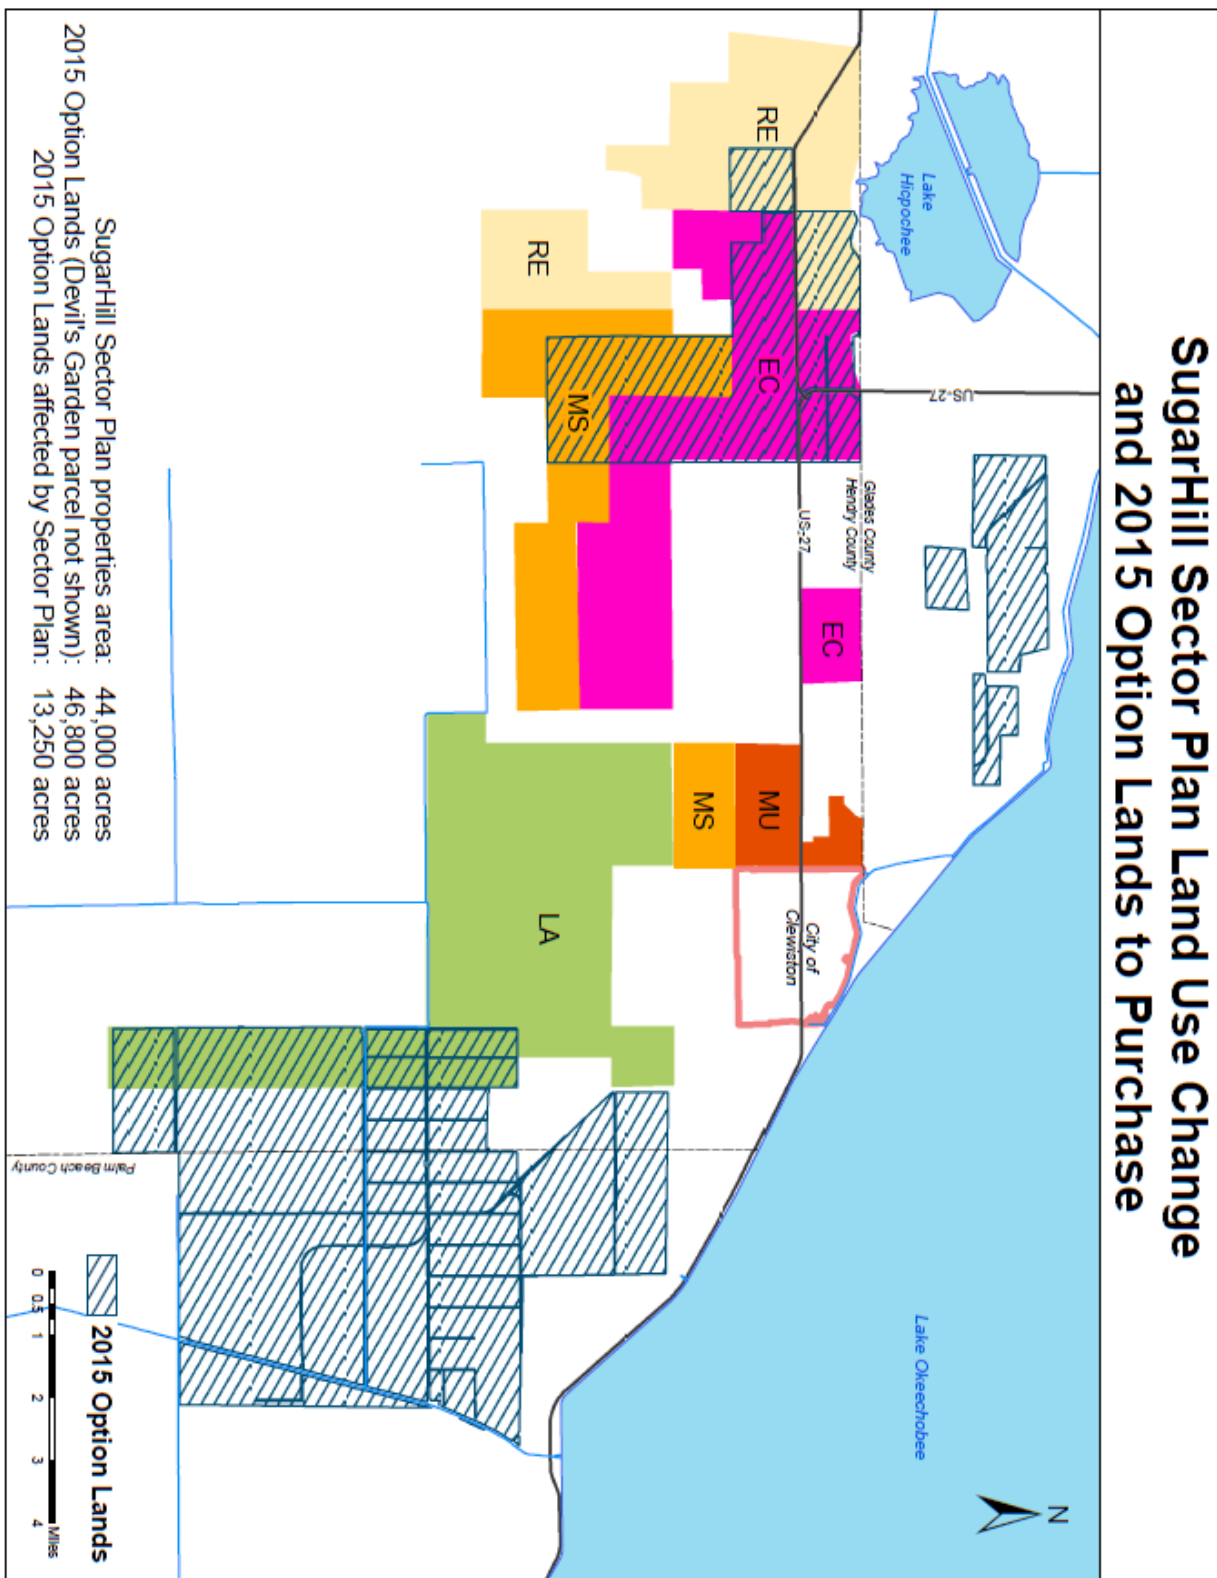 SugarHill Sector Plan Land Use Change
and 2015 Option Lands to Purchase
N
Lake
Hicpochee
US-27
Glades County
Hendry County
US-27
Lake Okeechobee
RE
EC
EC
City of
Clewiston
MU
RE
MS
MS
LA
Palm Beach County
SugarHill Sector Plan properties area: 44,000 acres
2015 Option Lands (Devil's Garden parcel not shown): 46,800 acres
2015 Option Lands affected by Sector Plan: 13,250 acres
2015 Option Lands
0 0.5 1 2 3 4
Miles